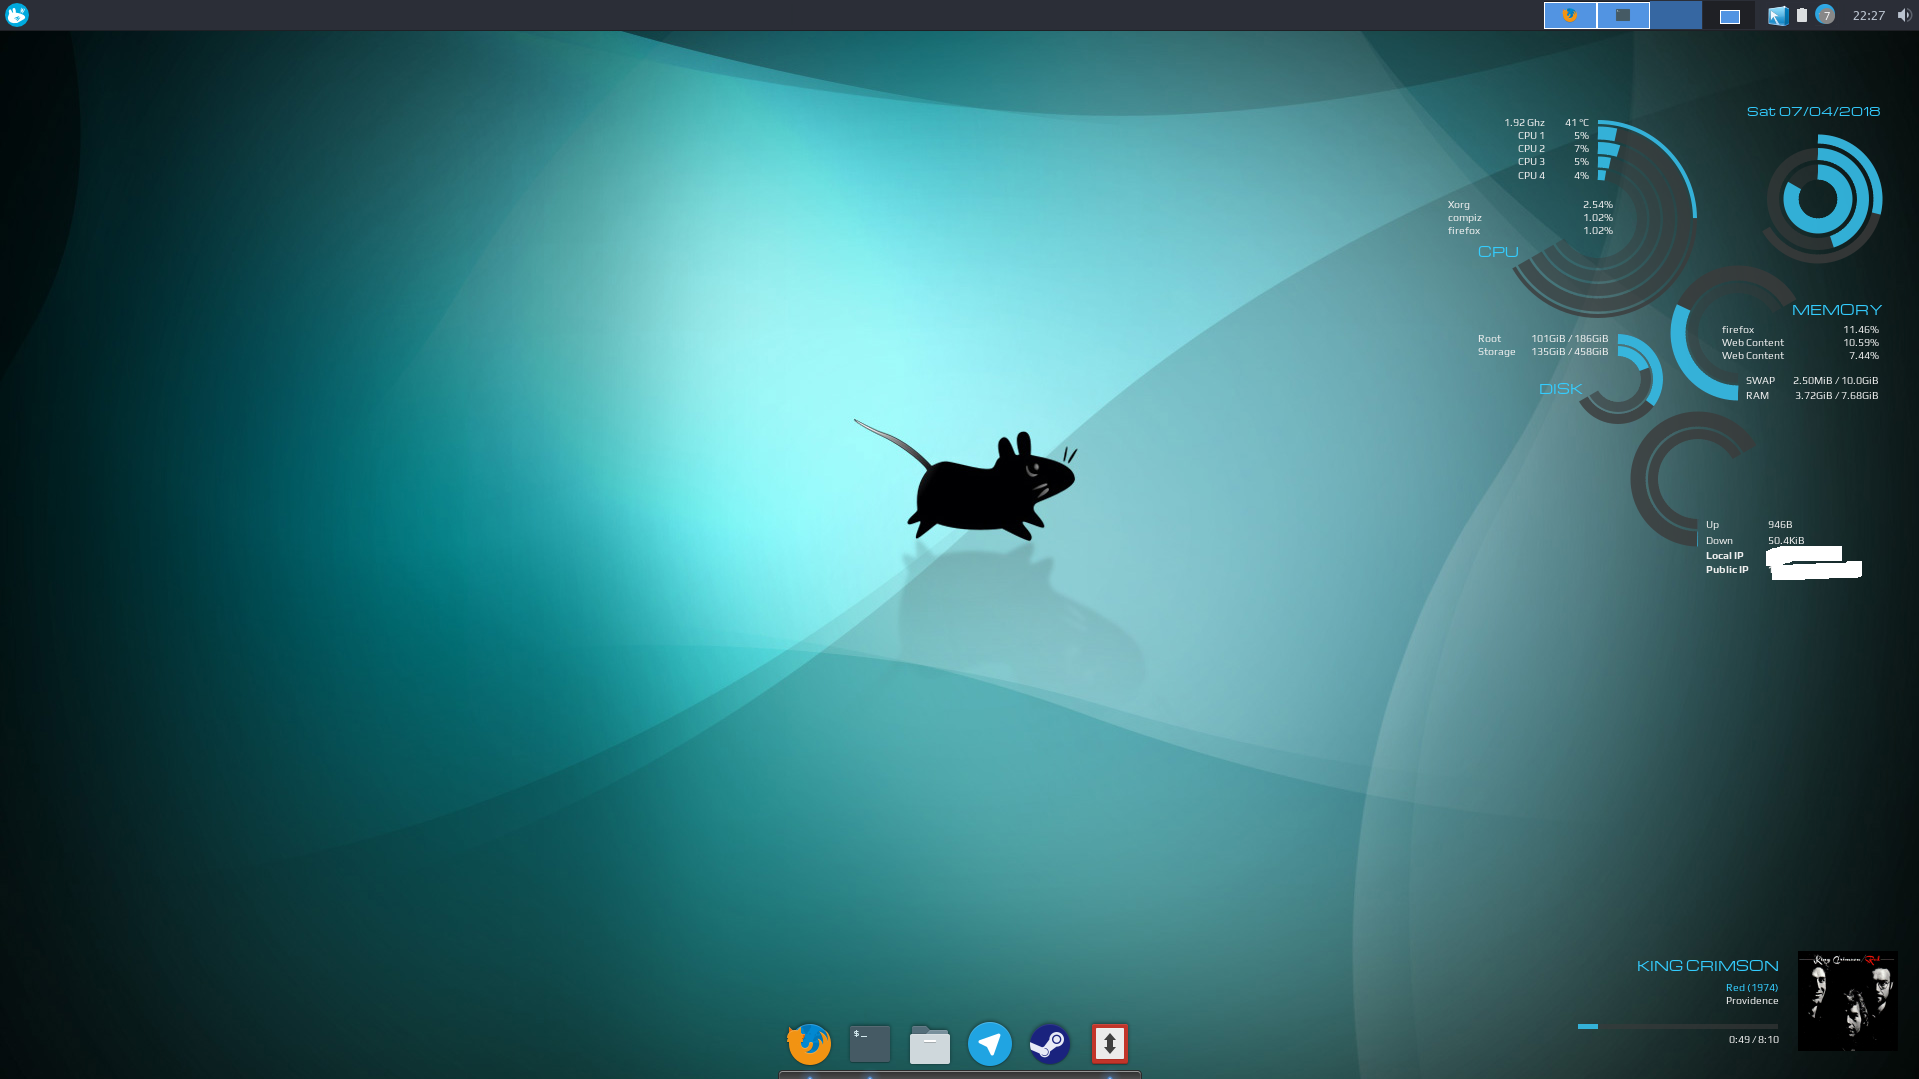 7
22:27
Sat 07/04/2018
1.92 Ghz 41 °C
CPU 1 5%
CPU 2 7%
CPU 3 5%
CPU 4 4%
Xorg 2.54%
compiz 1.02%
firefox 1.02%
CPU
MEMORY
firefox 11.46%
Web Content 10.59%
Web Content 7.44%
SWAP 2.50MiB / 10.0GiB
RAM 3.72GiB / 7.68GiB
Root 101GiB / 186GiB
Storage 135GiB / 458GiB
DISK
Up 946B
Down 50.4KiB
Local IP
Public IP
KING CRIMSON
Red (1974)
Providence
0:49 / 8:10
King Crimson/Red
$_